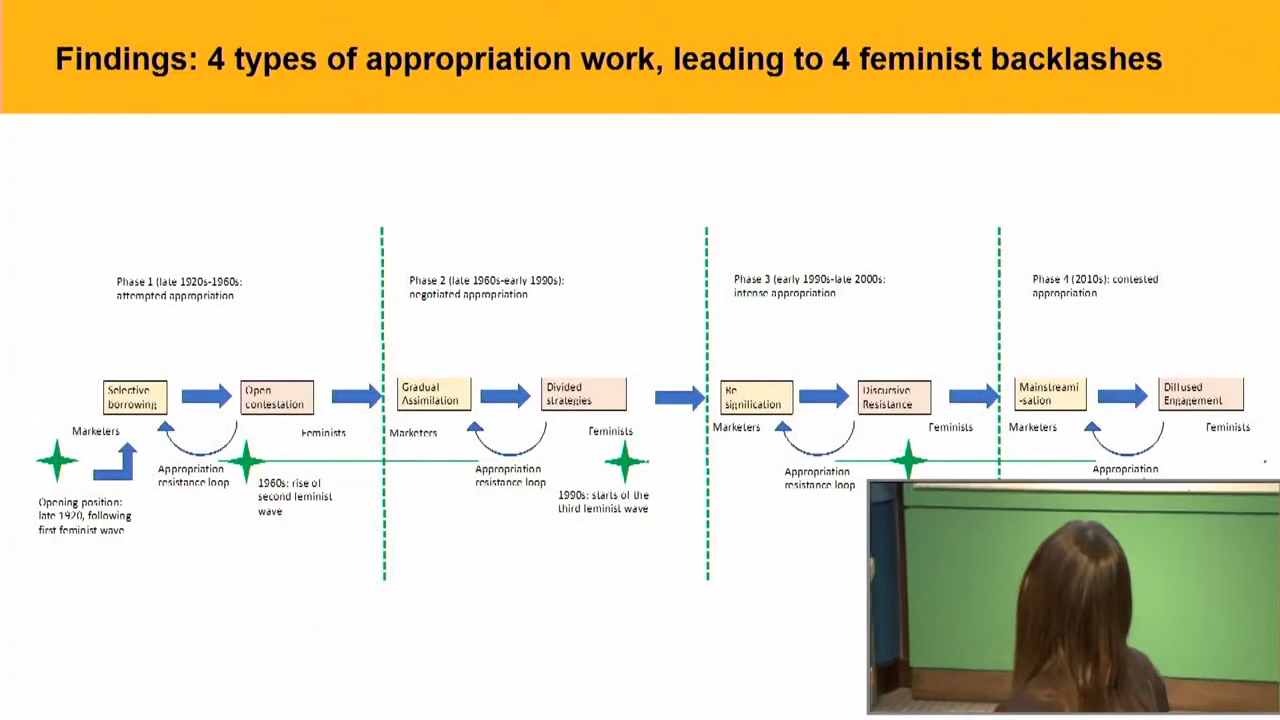 Findings: 4 types of appropriation work, leading to 4 feminist backlashes
Phase 1 (late 1920s-1960s:
attempted appropriation
Phase 2 (late 1960s-early 1990s):
negotiated appropriation
Phase 3 (early 1990s-late 2000s:
intense appropriation
Phase 4 (2010s): contested
appropriation
Selective
borrowing
Open
contestation
Gradual
Assimilation
Divided
strategies
Re
signification
Discursive
Resistance
Mainstreami
-sation
Diffused
Engagement
Marketers
Feminists
Marketers
Feminists
Marketers
Feminists
Marketers
Feminists
Appropriation
resistance loop
Appropriation
resistance loop
Appropriation
resistance loop
Appropriation
Opening position:
late 1920, following
first feminist wave
1960s: rise of
second feminist
wave
1990s: starts of the
third feminist wave